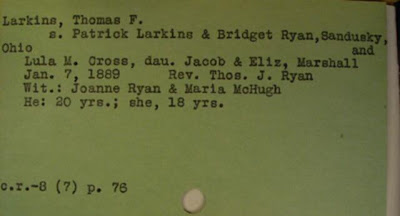 Larkins, Thomas F.
s. Patrick Larkins & Bridget Ryan,Sandusky,
Ohio and
Lula M. Cross, dau. Jacob & Eliz, Marshall
Jan. 7, 1889 Rev. Thos. J. Ryan
Wit.: Joanne Ryan & Maria McHugh
He: 20 yrs.; she, 18 yrs.
c.r.-8 (7) p. 76